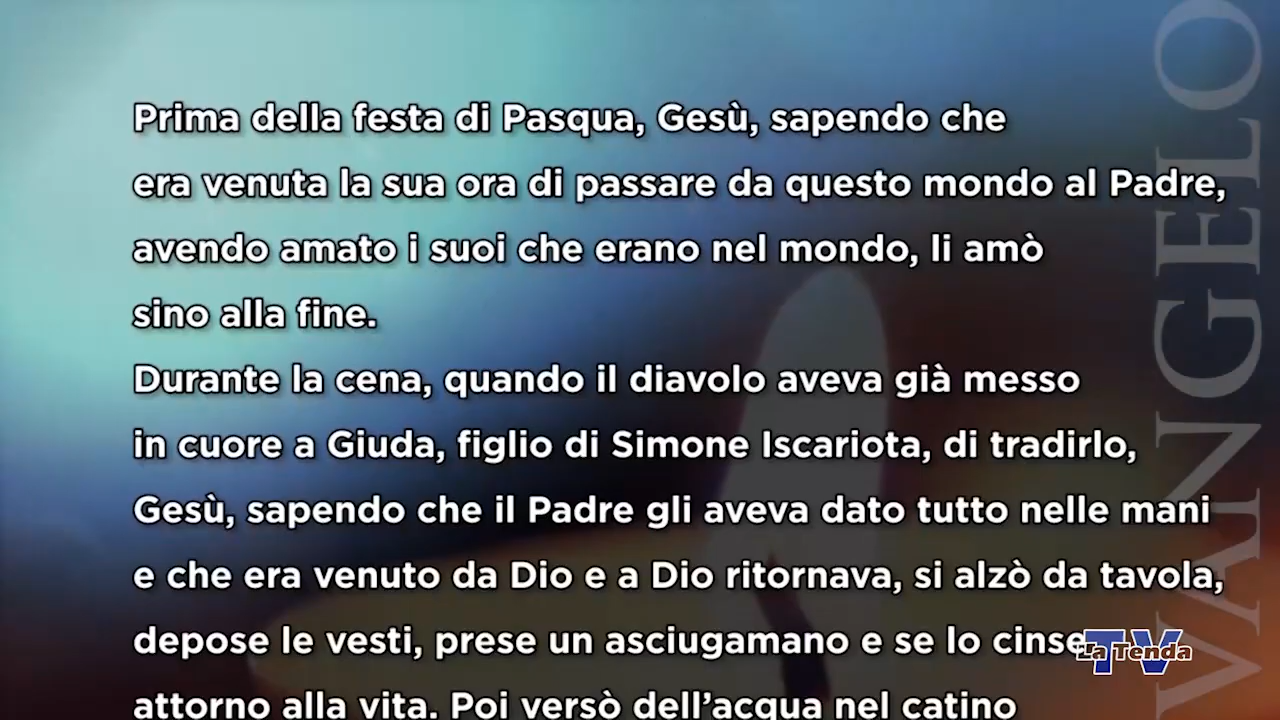 Prima della festa di Pasqua, Gesù, sapendo che
era venuta la sua ora di passare da questo mondo al Padre,
avendo amato i suoi che erano nel mondo, li amò
sino alla fine.
Durante la cena, quando il diavolo aveva già messo
in cuore a Giuda, figlio di Simone Iscariota, di tradirlo,
Gesù, sapendo che il Padre gli aveva dato tutto nelle mani
e che era venuto da Dio e a Dio ritornava, si alzò da tavola,
depose le vesti, prese un asciugamano e se lo cinse
attorno alla vita. Poi versò dell’acqua nel catino
VANGELO
TV
La Tenda